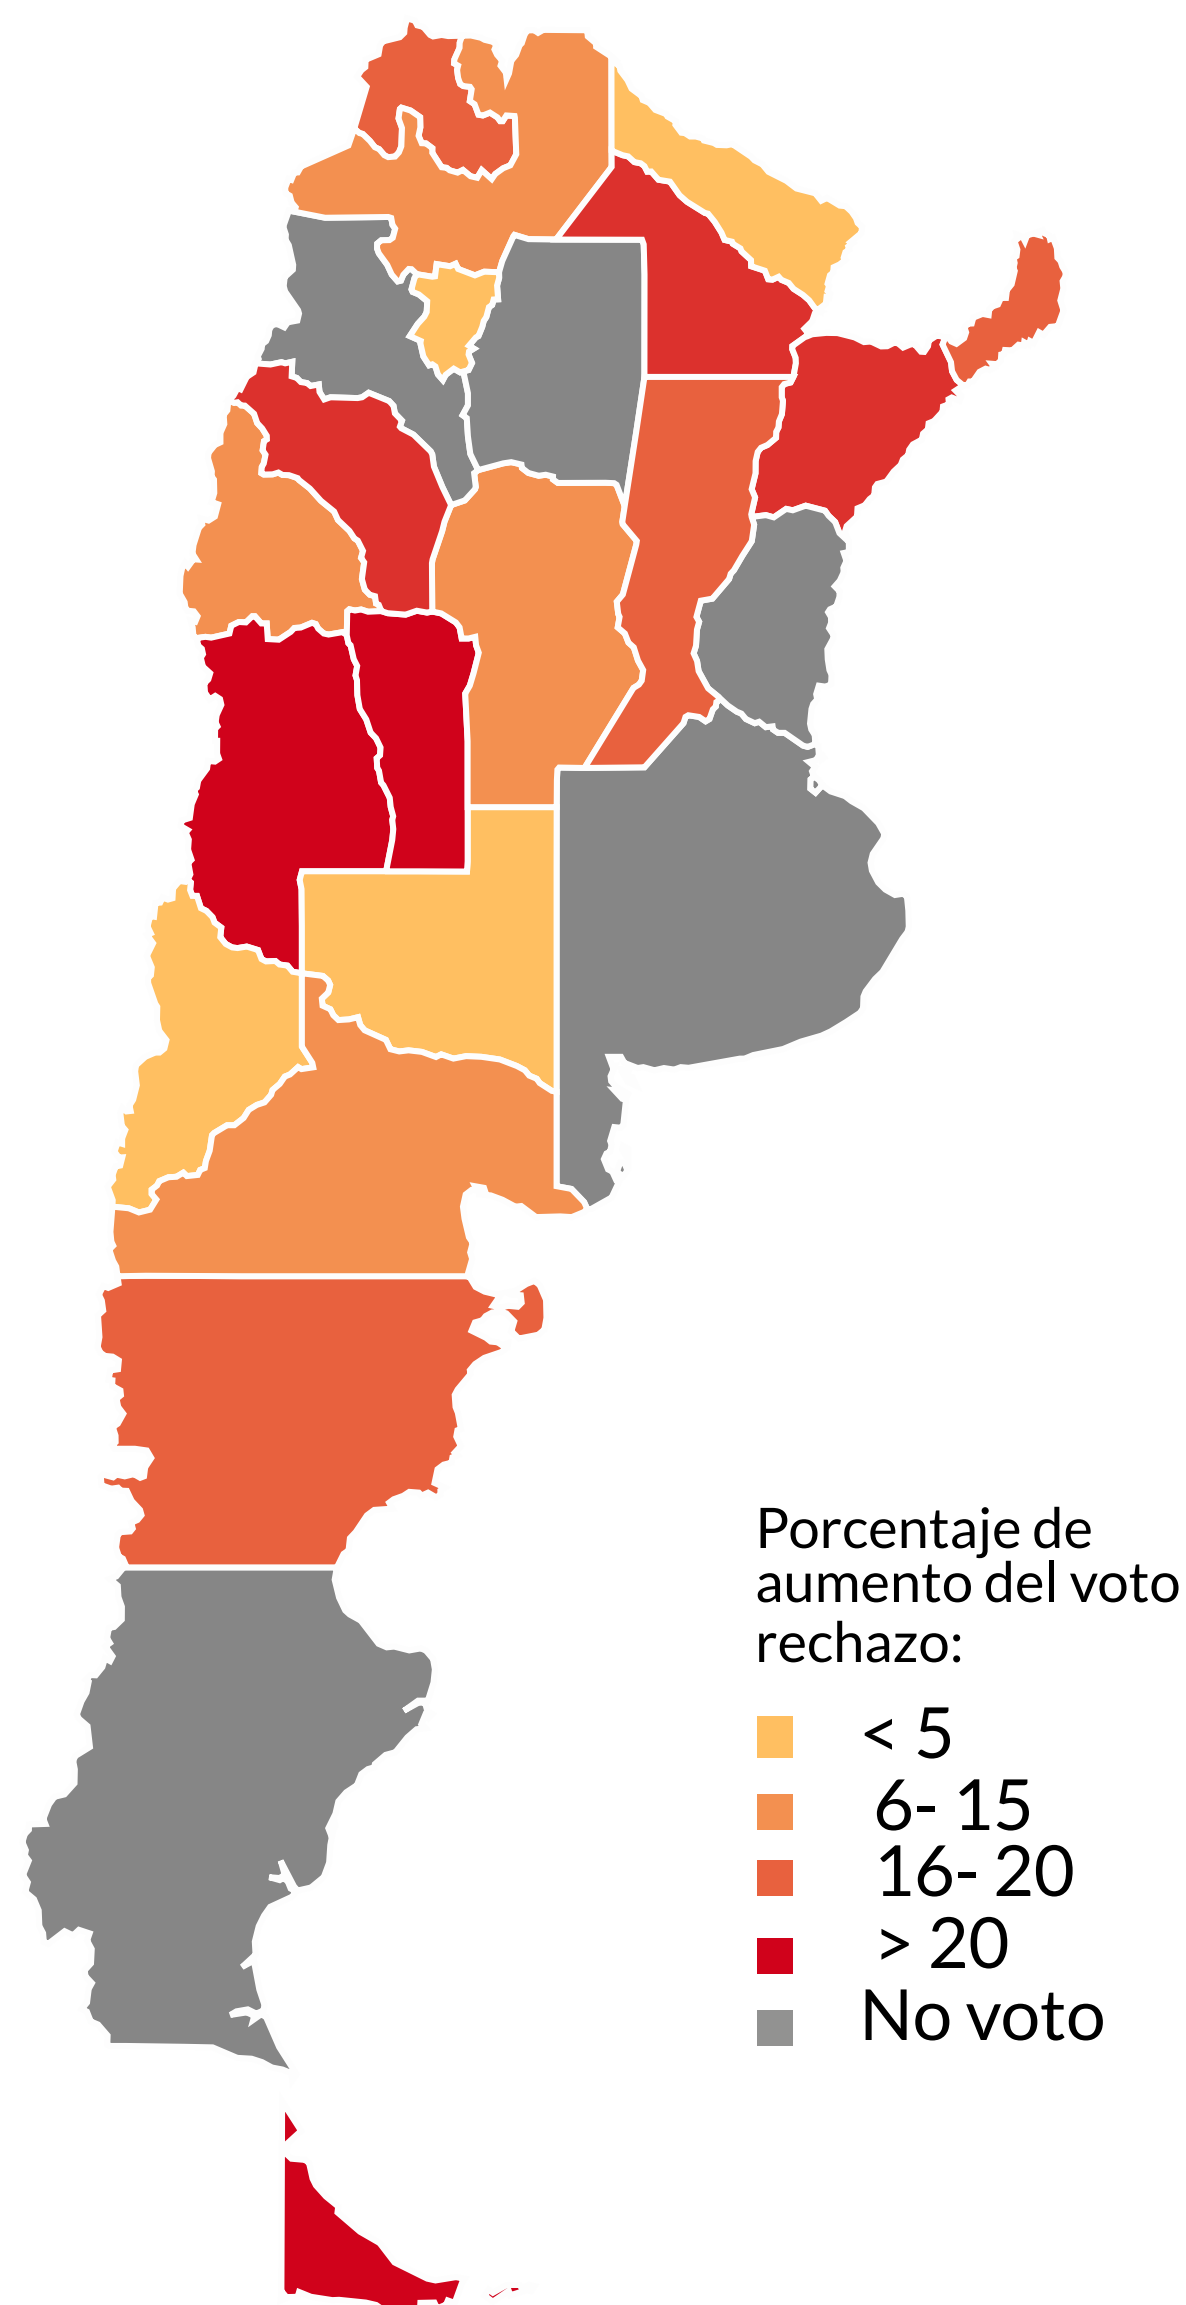 Porcentaje de
aumento del voto
rechazo:
< 5
6- 15
16- 20
> 20
No voto